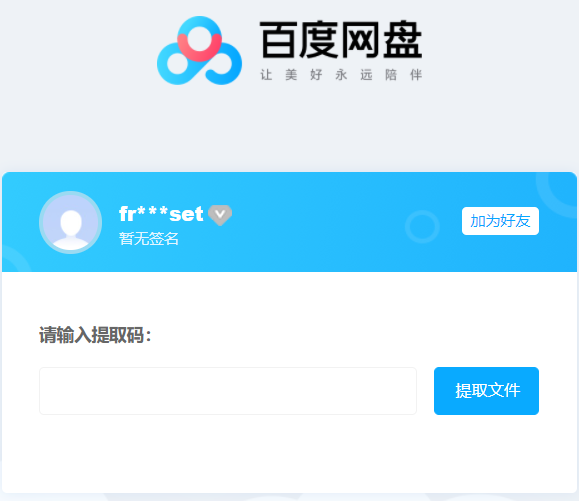 百度网盘
让美好永远陪伴
fr***set
加为好友
暂无签名
请输入提取码：
提取文件